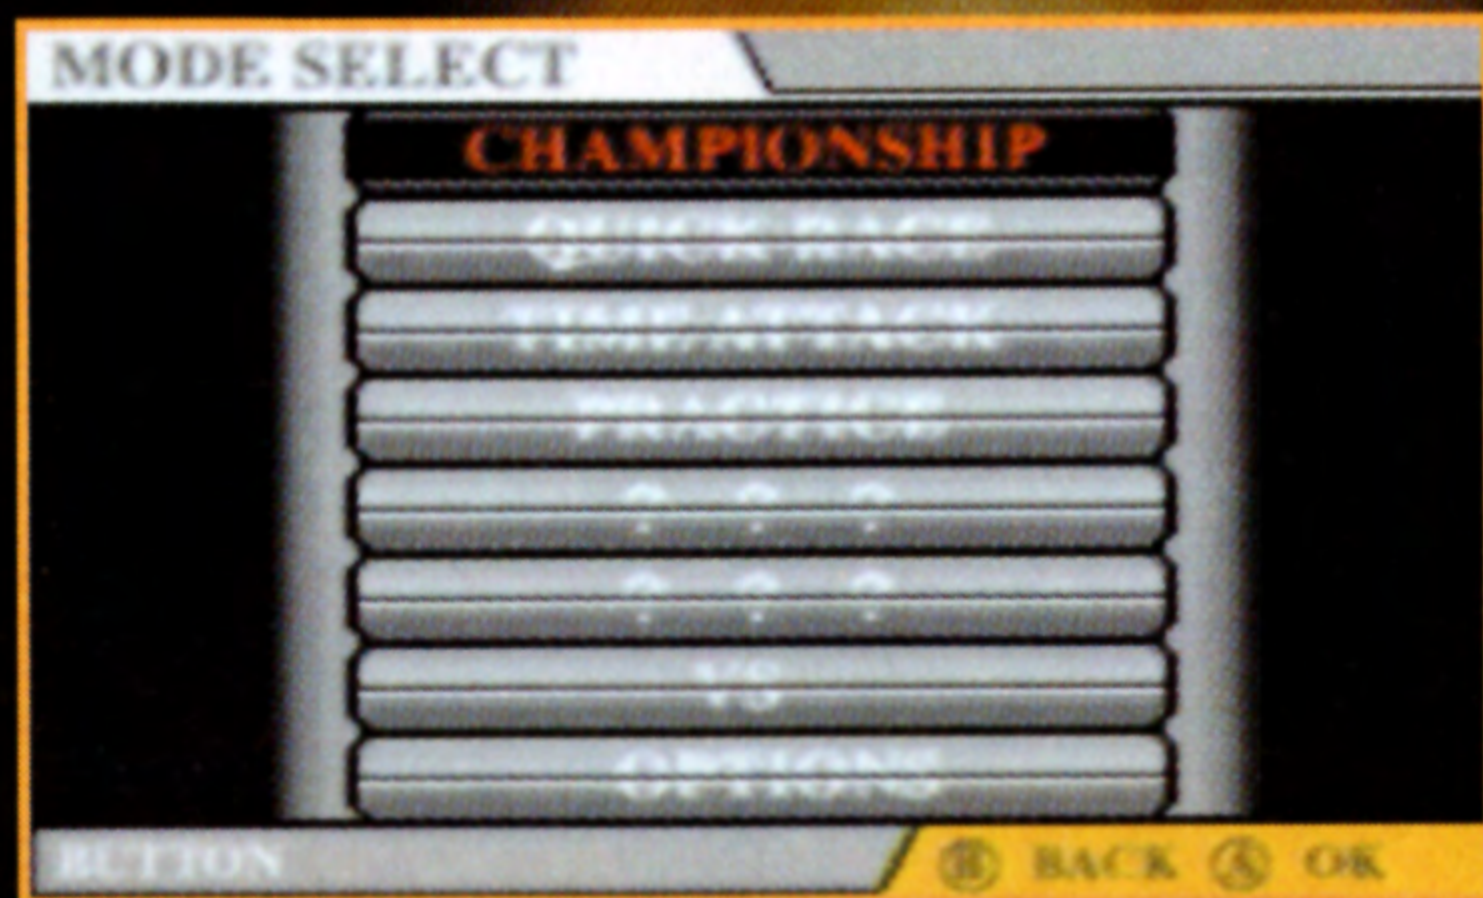 MODE SELECT
CHAMPIONSHIP
QUICK RACE
TIME ATTACK
PRACTICE
? ? ?
? ? ?
VS
OPTIONS
BUTTON
Ⓑ BACK Ⓐ OK